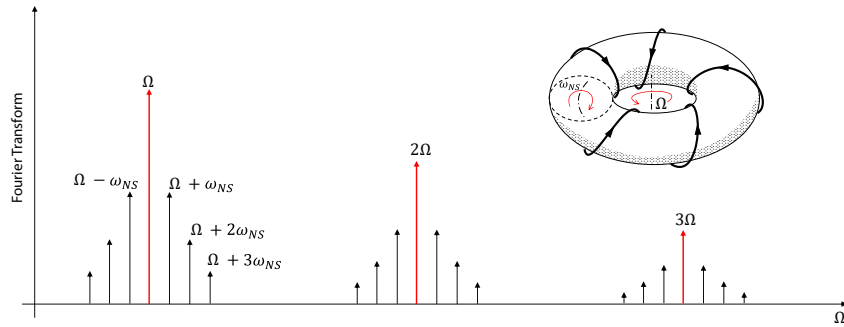 Fourier Transform
Ω
Ω − ω_NS
Ω + ω_NS
Ω + 2ω_NS
Ω + 3ω_NS
2Ω
3Ω
ω_NS
Ω
Ω